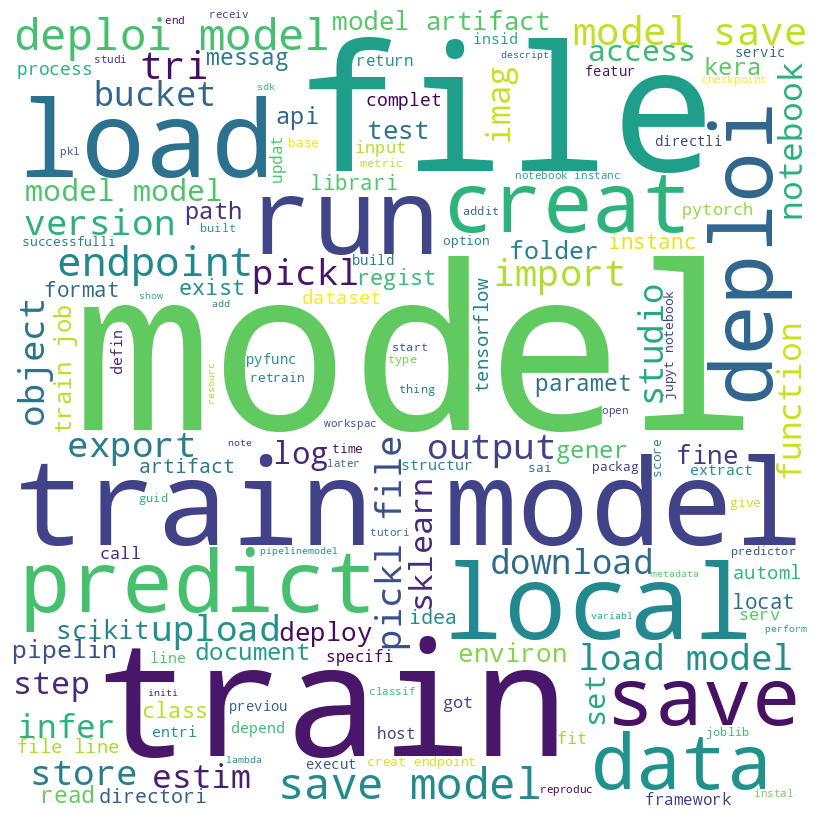 receiv
end
model artifact
deploi model
file
model save
studi
tri
messag
insid
return
descript
access
servic
process
kera
featur
checkpoint
load
bucket
sdk
imag
complet
api
test
notebook
deploi
directli
pkl
base
updat
input
metric
model model
librari
notebook instanc
run
creat
version
path
addit
pytorch
built
successfulli
option
endpoint
build
folder
instanc
pickl
import
regist
format
exist
show
add
dataset
model
object
train job
defin
pyfunc
retrain
resourc
start
type
thing
tensorflow
paramet
studio
jupyt notebook
function
open
workspac
export
note
log
time
later
output
gener
fine
artifact
structur
sai
packag
score
extract
guid
train model
give
pickl file
sklearn
tutori
call
pipelinemodel
predictor
predict
download
metadata
automl
local
idea
locat
variabl
serv
scikit
upload
deploy
perform
pipelin
line
document
specifi
environ
load model
step
train
initi
classif
got
set
save
class
previou
infer
entri
depend
host
fit
joblib
file line
store
lambda
execut
creat endpoint
data
estim
save model
reproduc
instal
read
directori
framework